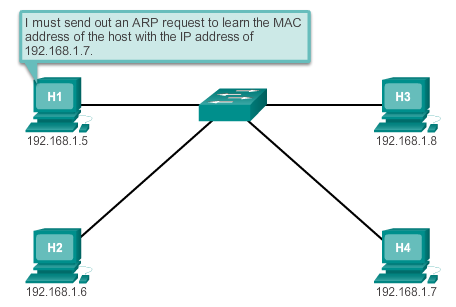 I must send out an ARP request to learn the MAC
address of the host with the IP address of
192.168.1.7.
H1
H3
192.168.1.5
192.168.1.8
H2
H4
192.168.1.6
192.168.1.7